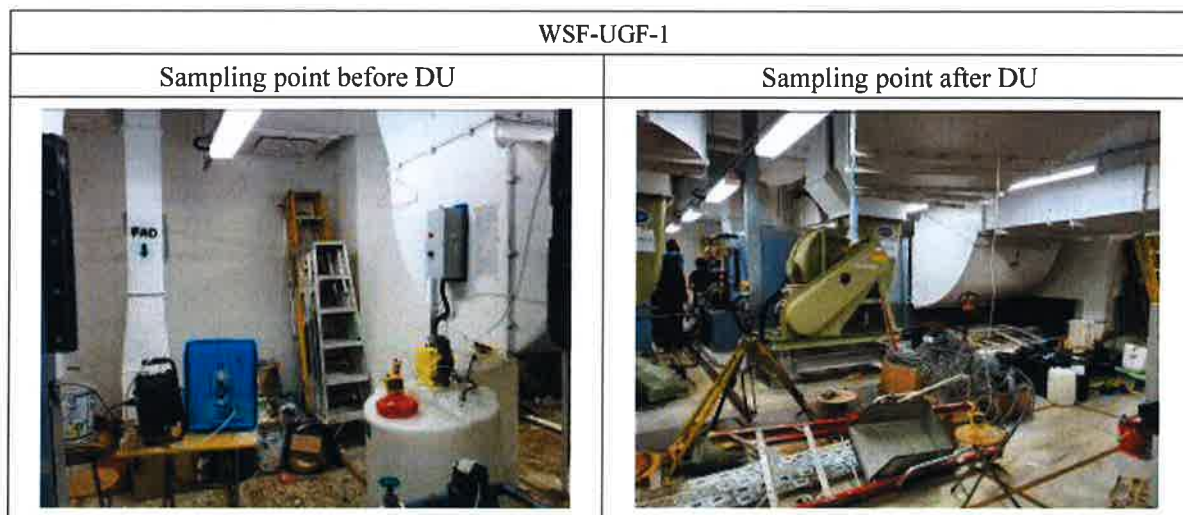 WSF-UGF-1
Sampling point before DU
Sampling point after DU
FAD